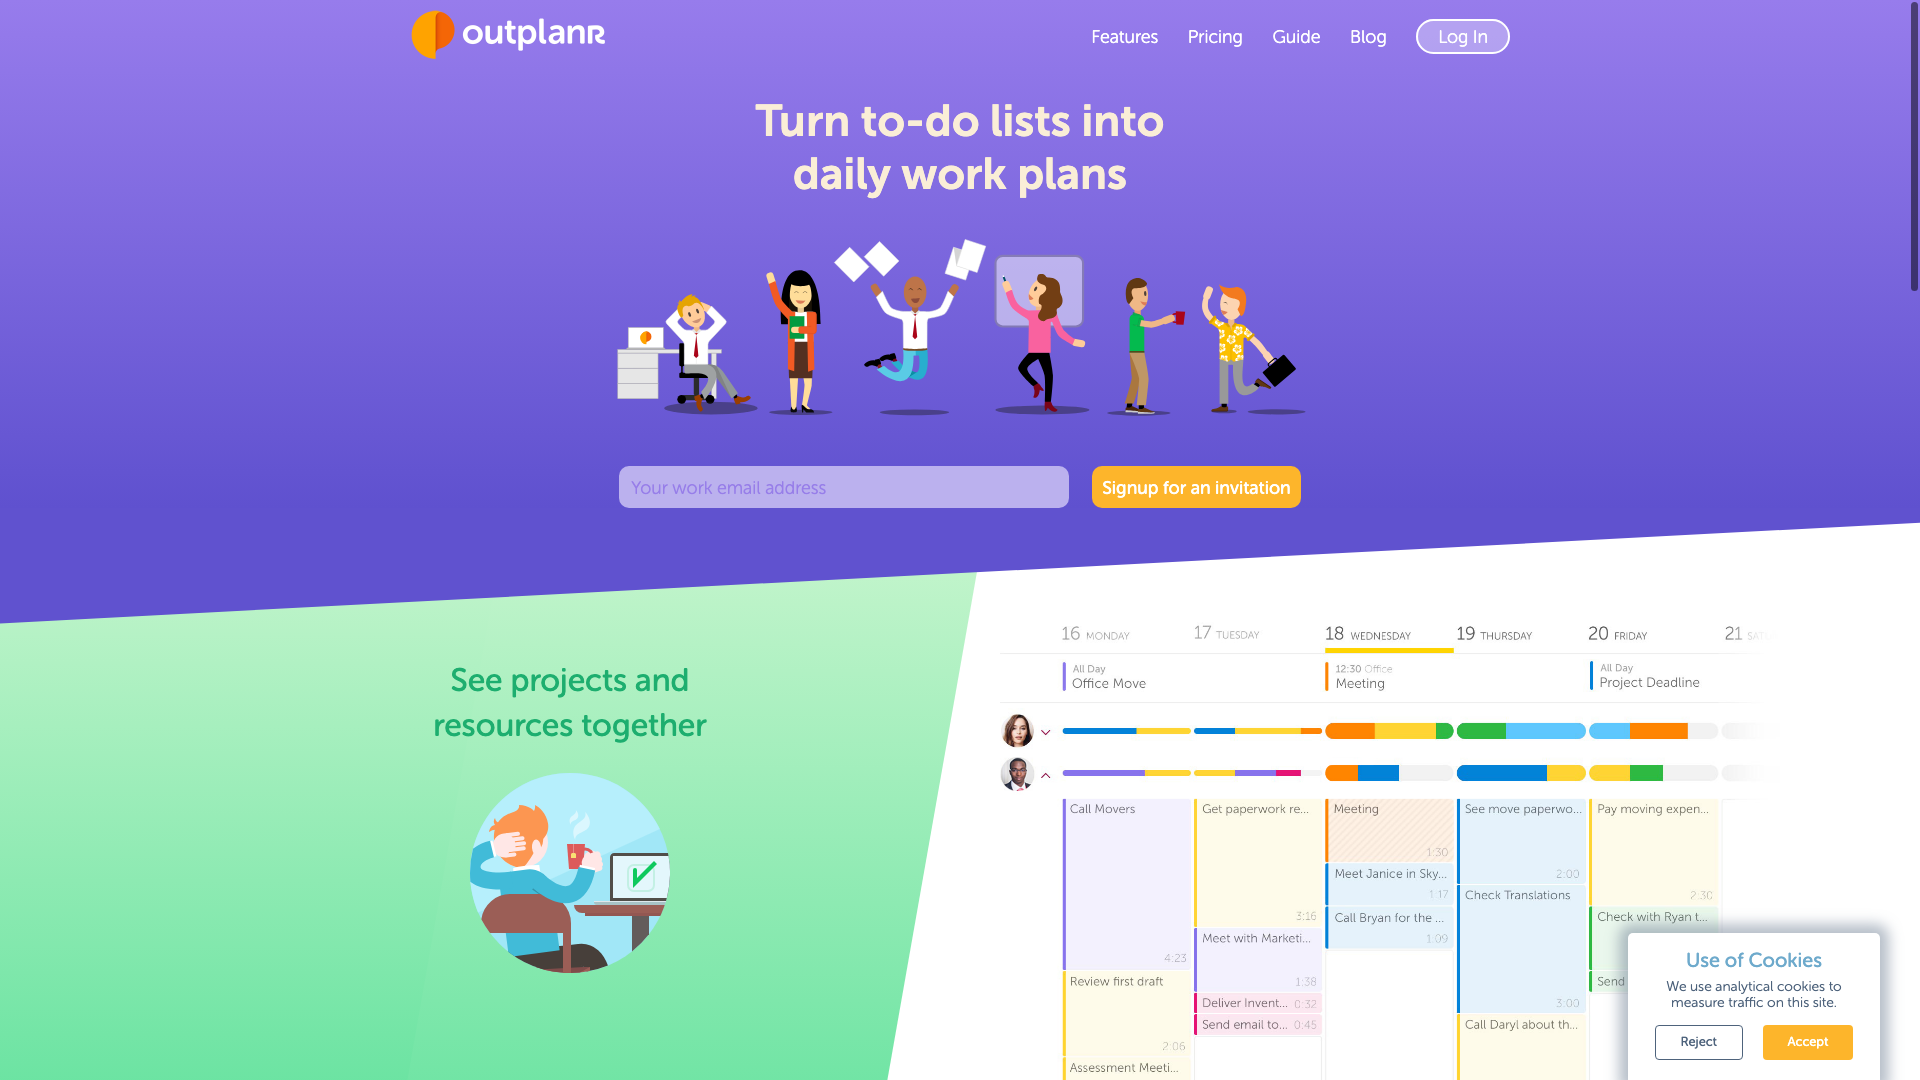 outplanr
Features
Pricing
Guide
Blog
Log In
Turn to-do lists into
daily work plans
Your work email address
Signup for an invitation
See projects and
resources together
16 MONDAY
17 TUESDAY
18 WEDNESDAY
19 THURSDAY
20 FRIDAY
21
All Day
Office Move
12:30 Office
Meeting
All Day
Project Deadline
Call Movers
4:23
Review first draft
2:06
Assessment Meeti...
Get paperwork re...
3:16
Meet with Marketi...
1:38
Deliver Invent... 0:32
Send email to... 0:45
Meeting
1:30
Meet Janice in Sky...
1:17
Call Bryan for the ...
1:09
See move paperwo...
2:00
Check Translations
3:00
Call Daryl about th...
Pay moving expen...
2:30
Check with Ryan t...
Send
Use of Cookies
We use analytical cookies to
measure traffic on this site.
Reject
Accept